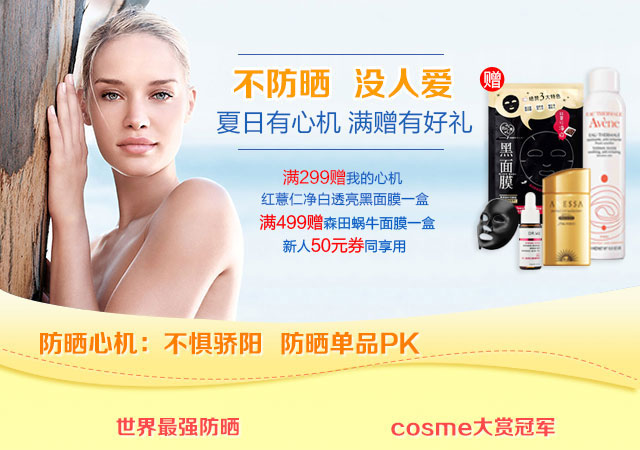 不防晒 没人爱
夏日有心机 满赠有好礼
满299赠我的心机
红薏仁净白透亮黑面膜一盒
满499赠森田蜗牛面膜一盒
新人50元券同享用
赠
黑面膜
EAU THERMALE
Avène
EAU THERMALE
ANESSA
防晒心机：不惧骄阳 防晒单品PK
世界最强防晒
cosme大赏冠军